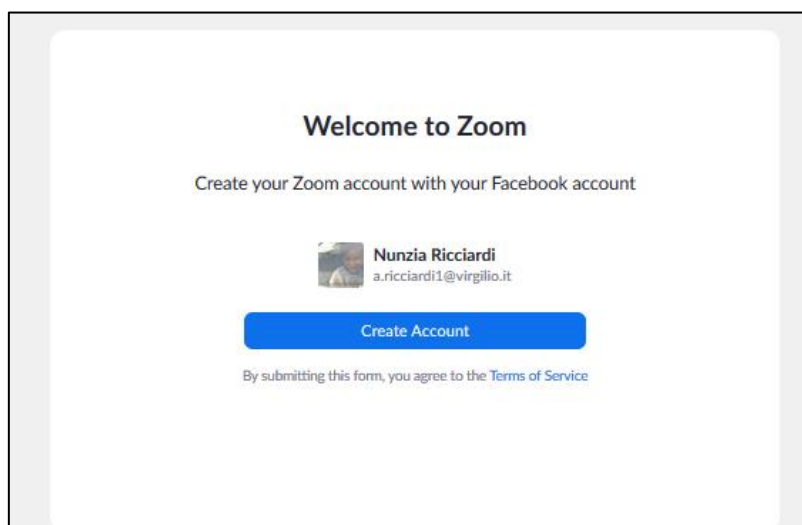 Welcome to Zoom
Create your Zoom account with your Facebook account
Nunzia Ricciardi
a.ricciardi1@virgilio.it
Create Account
By submitting this form, you agree to the Terms of Service